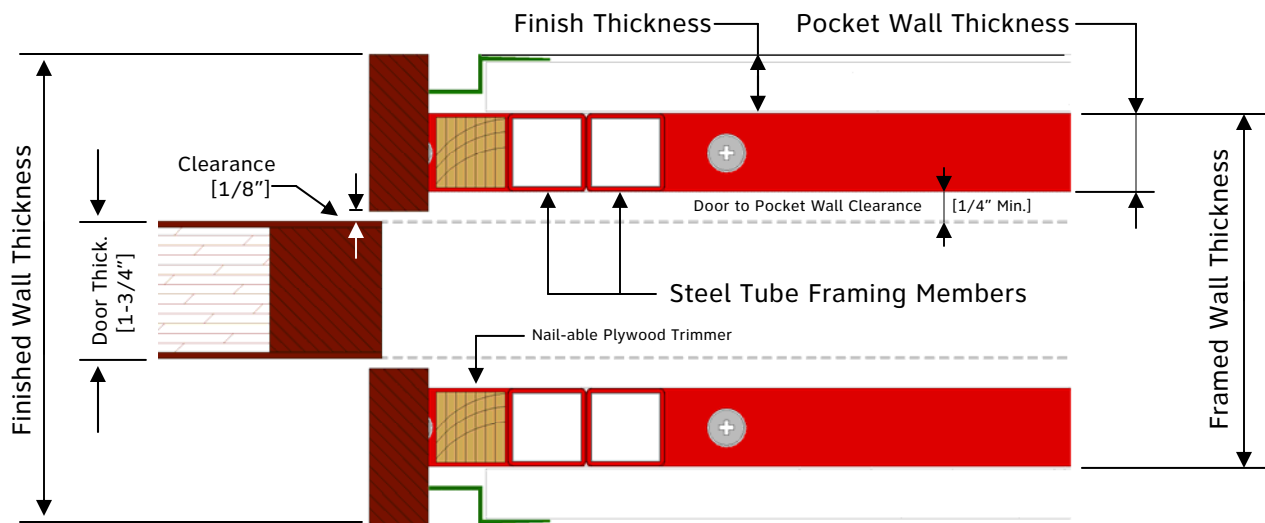 Finish Thickness
Pocket Wall Thickness
Finished Wall Thickness
Door Thick.
[1-3/4”]
Clearance
[1/8”]
Door to Pocket Wall Clearance
[1/4” Min.]
Framed Wall Thickness
Steel Tube Framing Members
Nail-able Plywood Trimmer